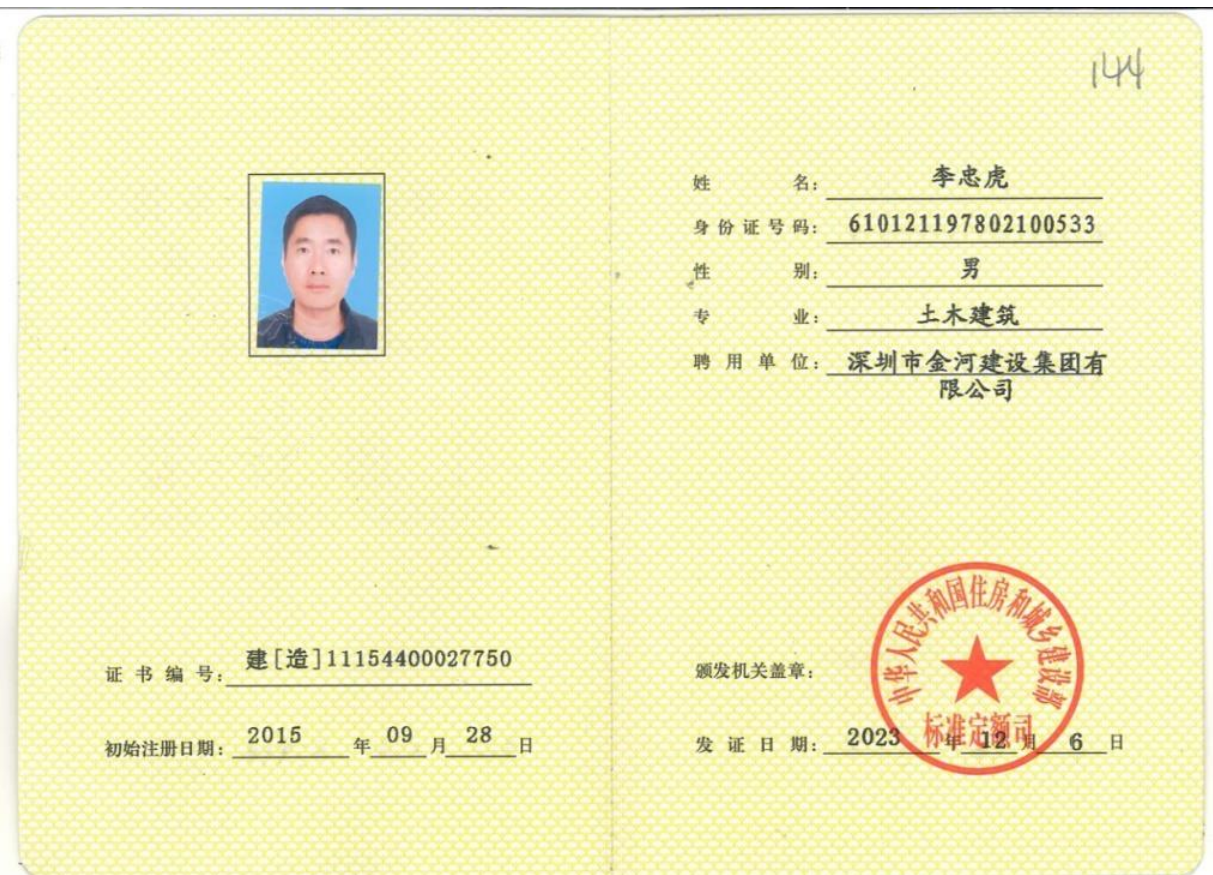 144
姓 名: 李忠虎
身份证号码: 610121197802100533
性 别: 男
专 业: 土木建筑
聘用单位: 深圳市金河建设集团有
限公司
证书编号: 建[造]11154400027750
初始注册日期: 2015 年 09 月 28 日
颁发机关盖章:
中华人民共和国住房和城乡建设部
标准定额司
发证日期: 2023 年 12 月 6 日